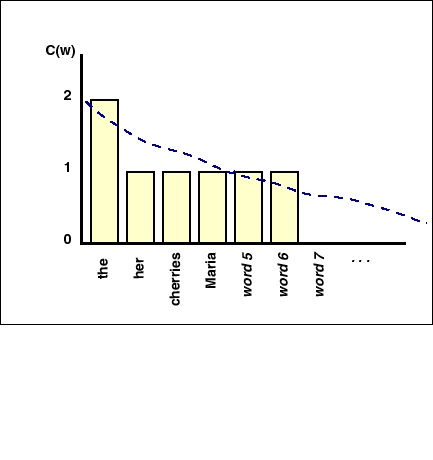 C(w)
2
1
0
the
her
cherries
Maria
word 5
word 6
word 7
. . .